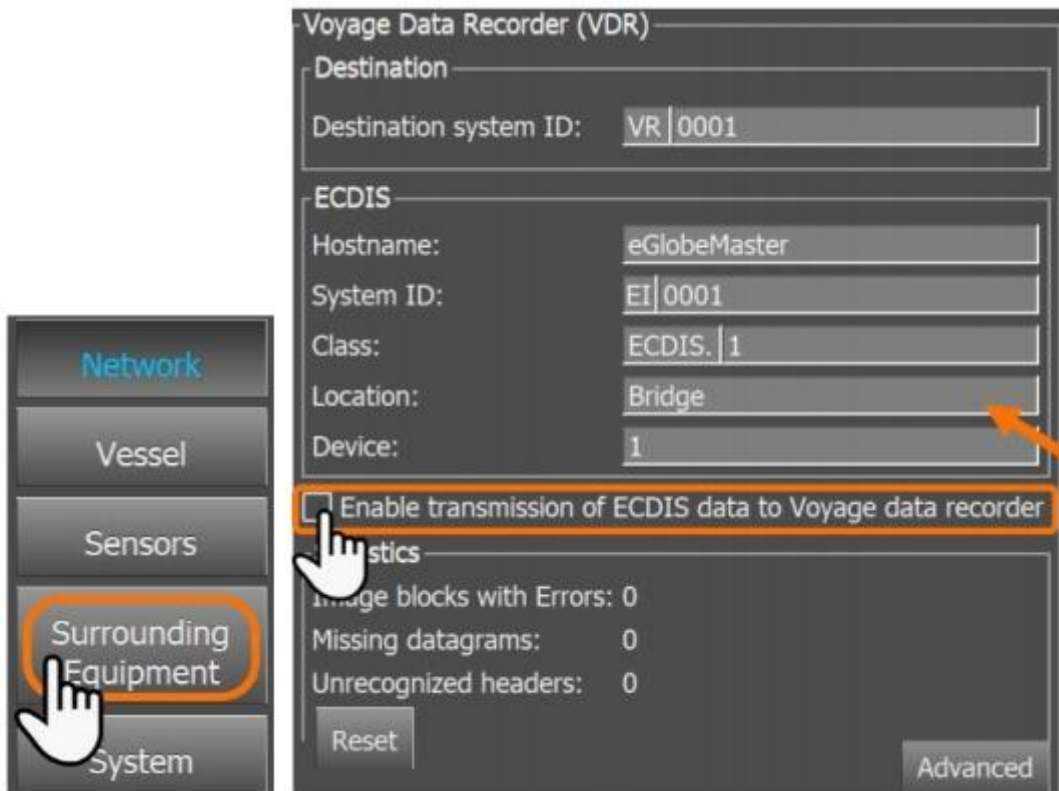 Network
Vessel
Sensors
Surrounding
Equipment
System
Voyage Data Recorder (VDR)
Destination
Destination system ID: VR 0001
ECDIS
Hostname: eGlobeMaster
System ID: EI 0001
Class: ECDIS. 1
Location: Bridge
Device: 1
Enable transmission of ECDIS data to Voyage data recorder
blocks with Errors: 0
Missing datagrams: 0
Unrecognized headers: 0
Reset
Advanced